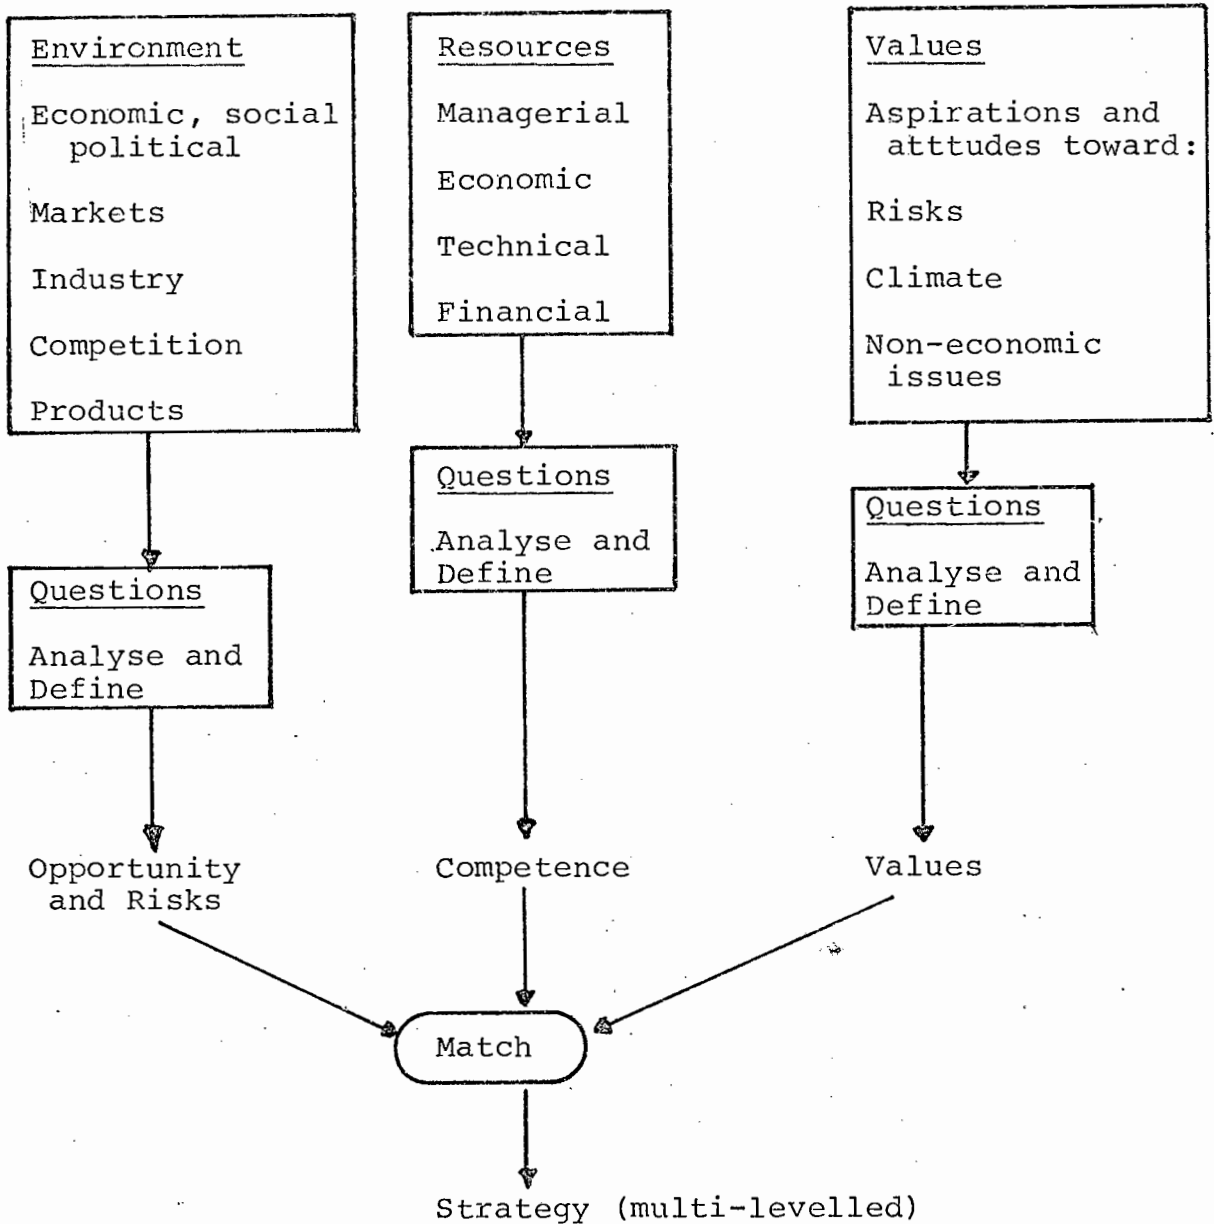 Environment
Economic, social
political
Markets
Industry
Competition
Products
Resources
Managerial
Economic
Technical
Financial
Values
Aspirations and
atttudes toward:
Risks
Climate
Non-economic
issues
Questions
Analyse and
Define
Questions
Analyse and
Define
Questions
Analyse and
Define
Opportunity
and Risks
Competence
Values
Match
Strategy (multi-levelled)